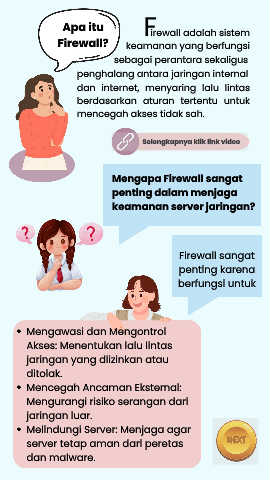 Apa itu
Firewall?
Firewall adalah sistem
keamanan yang berfungsi
sebagai perantara sekaligus
penghalang antara jaringan internal
dan internet, menyaring lalu lintas
berdasarkan aturan tertentu untuk
mencegah akses tidak sah.
Selengkapnya klik link video
Mengapa Firewall sangat
penting dalam menjaga
keamanan server jaringan?
Firewall sangat
penting karena
berfungsi untuk
• Mengawasi dan Mengontrol
Akses: Menentukan lalu lintas
jaringan yang diizinkan atau
ditolak.
• Mencegah Ancaman Eksternal:
Mengurangi risiko serangan dari
jaringan luar.
• Melindungi Server: Menjaga agar
server tetap aman dari peretas
dan malware.
NEXT